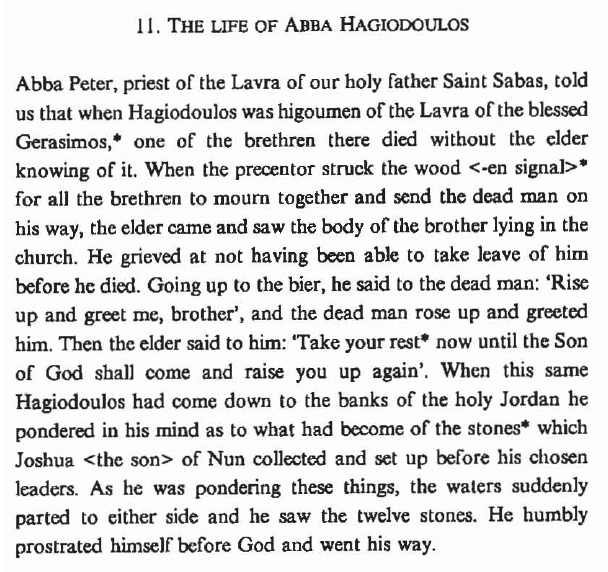 11. THE LIFE OF ABBA HAGIODOULOS
Abba Peter, priest of the Lavra of our holy father Saint Sabas, told
us that when Hagiodoulos was higoumen of the Lavra of the blessed
Gerasimos,* one of the brethren there died without the elder
knowing of it. When the precentor struck the wood <-en signal>*
for all the brethren to mourn together and send the dead man on
his way, the elder came and saw the body of the brother lying in the
church. He grieved at not having been able to take leave of him
before he died. Going up to the bier, he said to the dead man: ‘Rise
up and greet me, brother’, and the dead man rose up and greeted
him. Then the elder said to him: ‘Take your rest* now until the Son
of God shall come and raise you up again’. When this same
Hagiodoulos had come down to the banks of the holy Jordan he
pondered in his mind as to what had become of the stones* which
Joshua <the son> of Nun collected and set up before his chosen
leaders. As he was pondering these things, the waters suddenly
parted to either side and he saw the twelve stones. He humbly
prostrated himself before God and went his way.